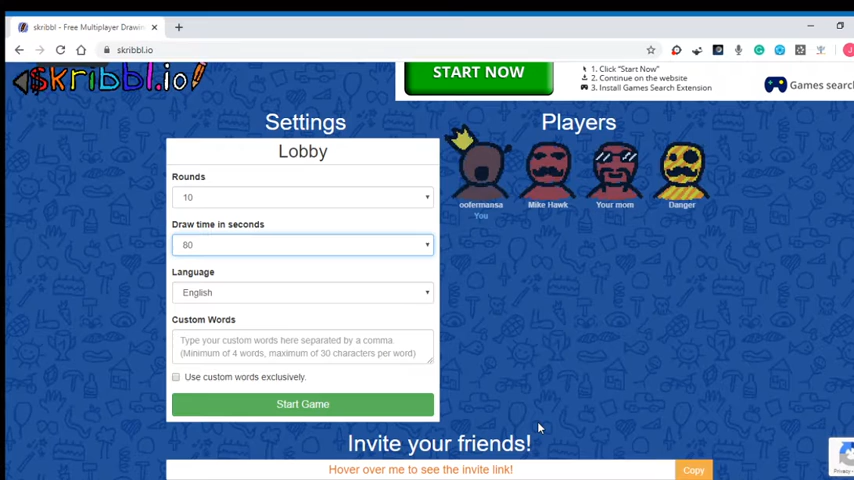 skribbl - Free Multiplayer Drawin
skribbl.io
skribbl.io
START NOW
1. Click "Start Now"
2. Continue on the website
3. Install Games Search Extension
Games search
Settings
Players
Lobby
Rounds
10
oofermansa
Mike Hawk
Your mom
Danger
You
Draw time in seconds
80
Language
English
Custom Words
Type your custom words here separated by a comma
(Minimum of 4 words, maximum of 30 characters per word)
Use custom words exclusively.
Start Game
Invite your friends!
Hover over me to see the invite link!
Copy
Privacy -